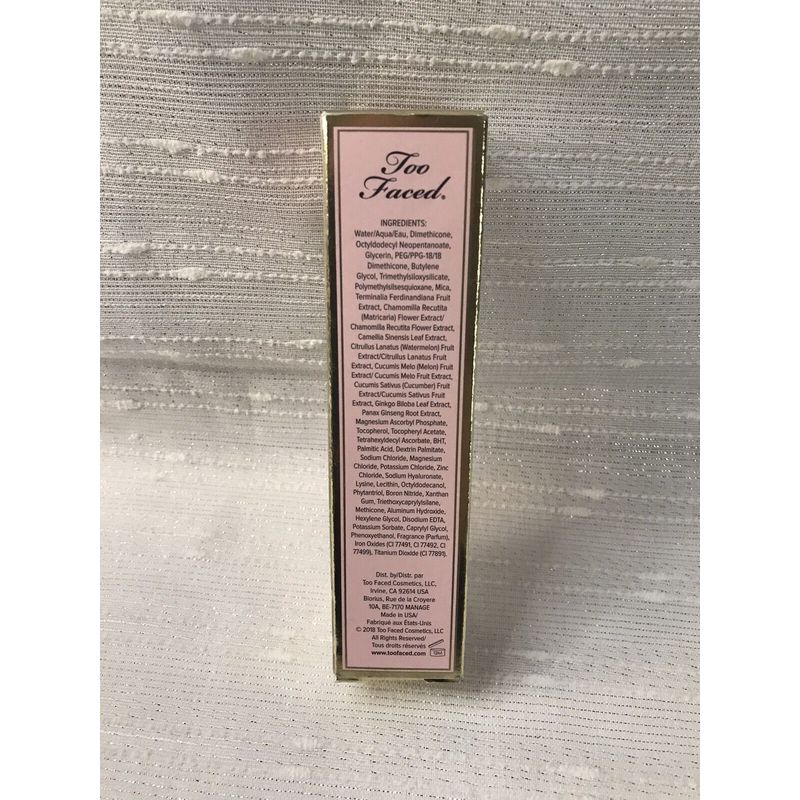 Too
Faced®
INGREDIENTS:
Water/Aqua/Eau, Dimethicone,
Octyldodecyl Neopentanoate,
Glycerin, PEG/PPG-18/18
Dimethicone, Butylene
Glycol, Trimethylsiloxysilicate,
Polymethylsilsesquioxane, Mica,
Terminalia Ferdinandiana Fruit
Extract, Chamomilla Recutita
(Matricaria) Flower Extract/
Chamomilla Recutita Flower Extract,
Camellia Sinensis Leaf Extract,
Citrullus Lanatus (Watermelon) Fruit
Extract/Citrullus Lanatus Fruit
Extract, Cucumis Melo (Melon) Fruit
Extract/ Cucumis Melo Fruit Extract,
Cucumis Sativus (Cucumber) Fruit
Extract/Cucumis Sativus Fruit
Extract, Ginkgo Biloba Leaf Extract,
Panax Ginseng Root Extract,
Magnesium Ascorbyl Phosphate,
Tocopherol, Tocopheryl Acetate,
Tetrahexyldecyl Ascorbate, BHT,
Palmitic Acid, Dextrin Palmitate,
Sodium Chloride, Magnesium
Chloride, Potassium Chloride, Zinc
Chloride, Sodium Hyaluronate,
Lysine, Lecithin, Octyldodecanol,
Phytantriol, Boron Nitride, Xanthan
Gum, Triethoxycaprylylsilane,
Methicone, Aluminum Hydroxide,
Hexylene Glycol, Disodium EDTA,
Potassium Sorbate, Caprylyl Glycol,
Phenoxyethanol, Fragrance (Parfum),
Iron Oxides (CI 77491, CI 77492, CI
77499), Titanium Dioxide (CI 77891).
Dist. by/Distr. par
Too Faced Cosmetics, LLC,
Irvine, CA 92614 USA
Biorius, Rue de la Croyera
10A, BE-7170 MANAGE
Made in USA/
Fabriqué aux États-Unis
© 2018 Too Faced Cosmetics, LLC
All Rights Reserved/
Tous droits réservés
www.toofaced.com
12M